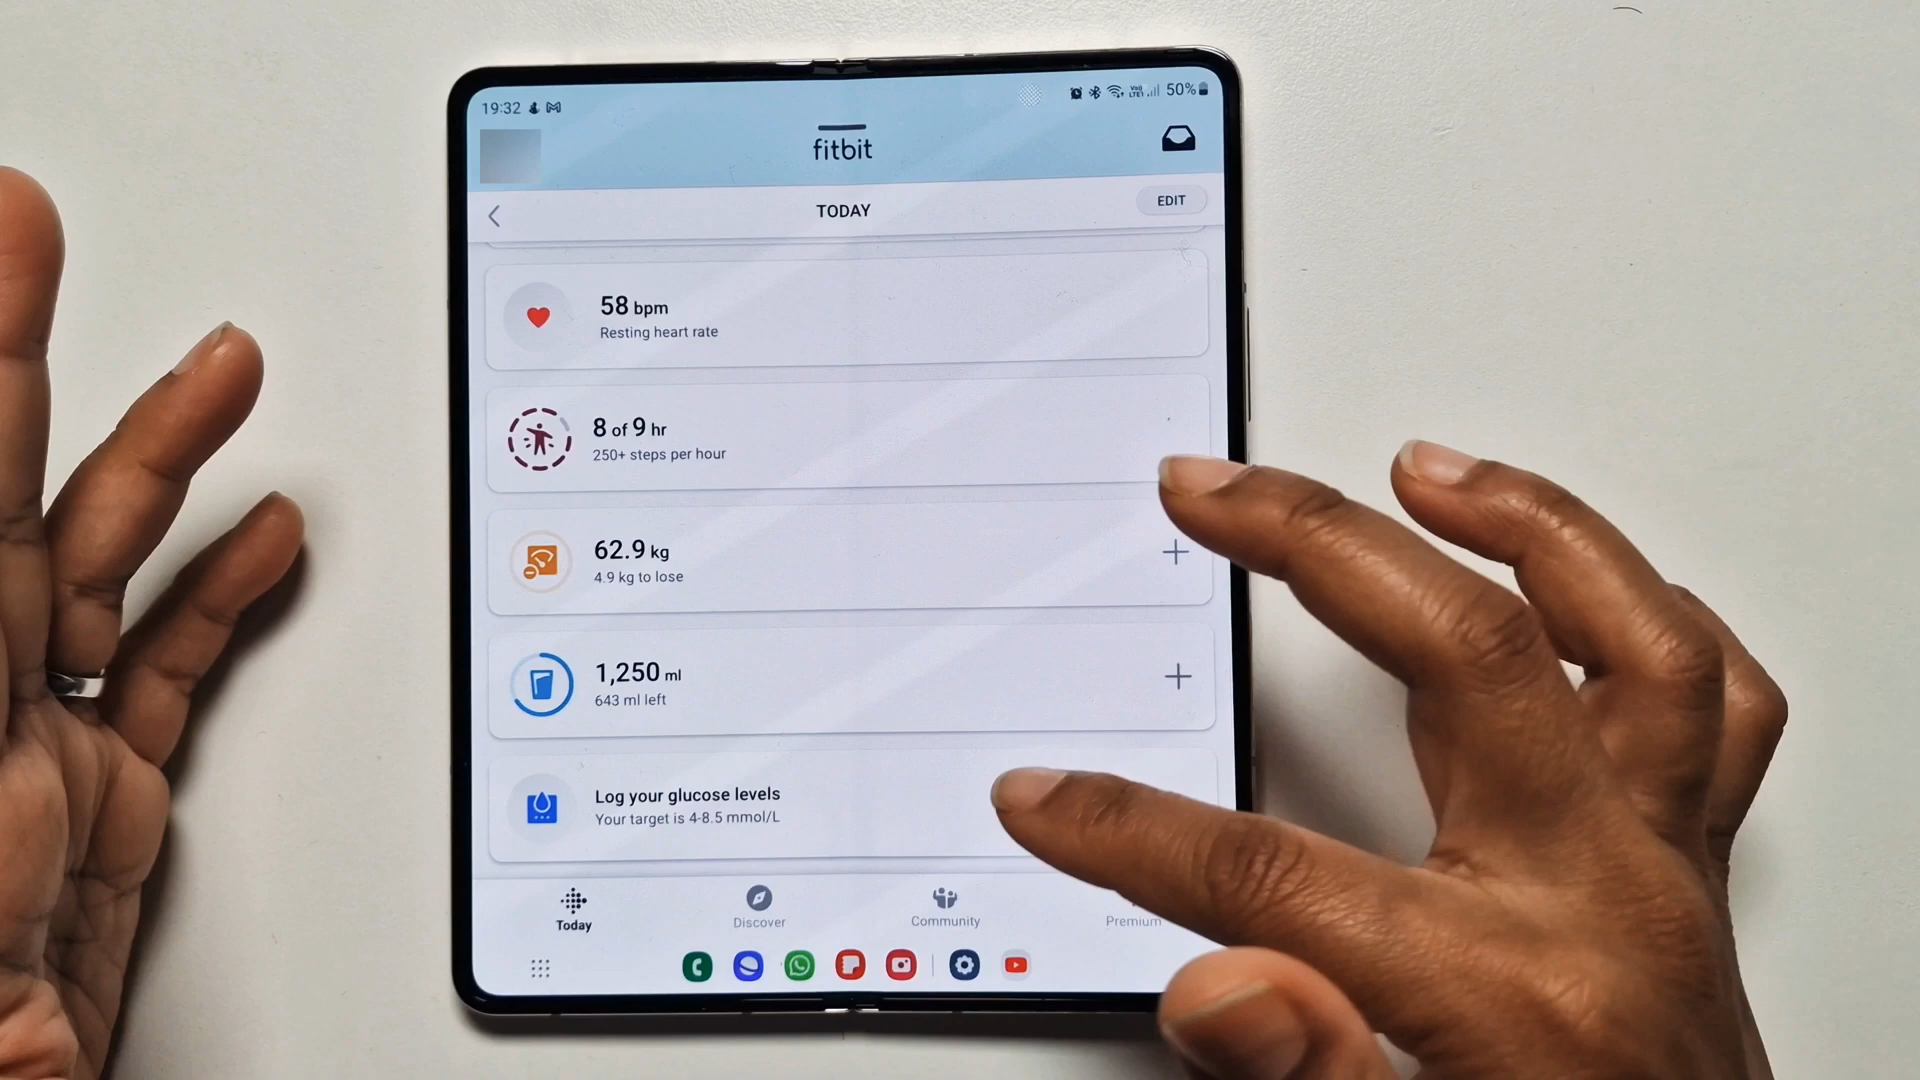 19:32
Vo))
LTE1
50%
fitbit
TODAY
EDIT
58 bpm
Resting heart rate
8 of 9 hr
250+ steps per hour
62.9 kg
4.9 kg to lose
1,250 ml
643 ml left
Log your glucose levels
Your target is 4-8.5 mmol/L
Today
Discover
Community
Premium